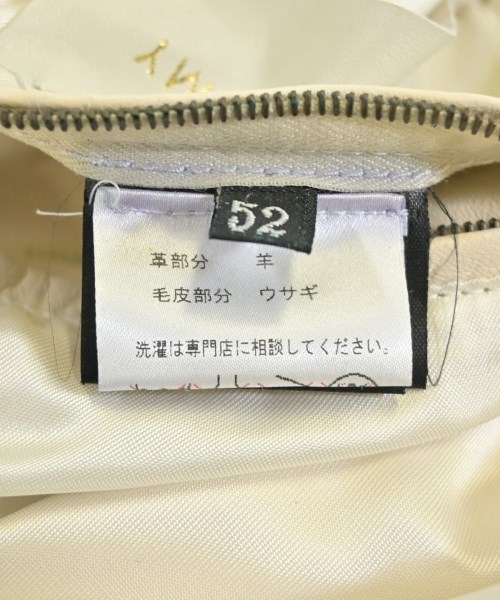 52
革部分 羊
毛皮部分 ウサギ
洗濯は専門店に相談してください。